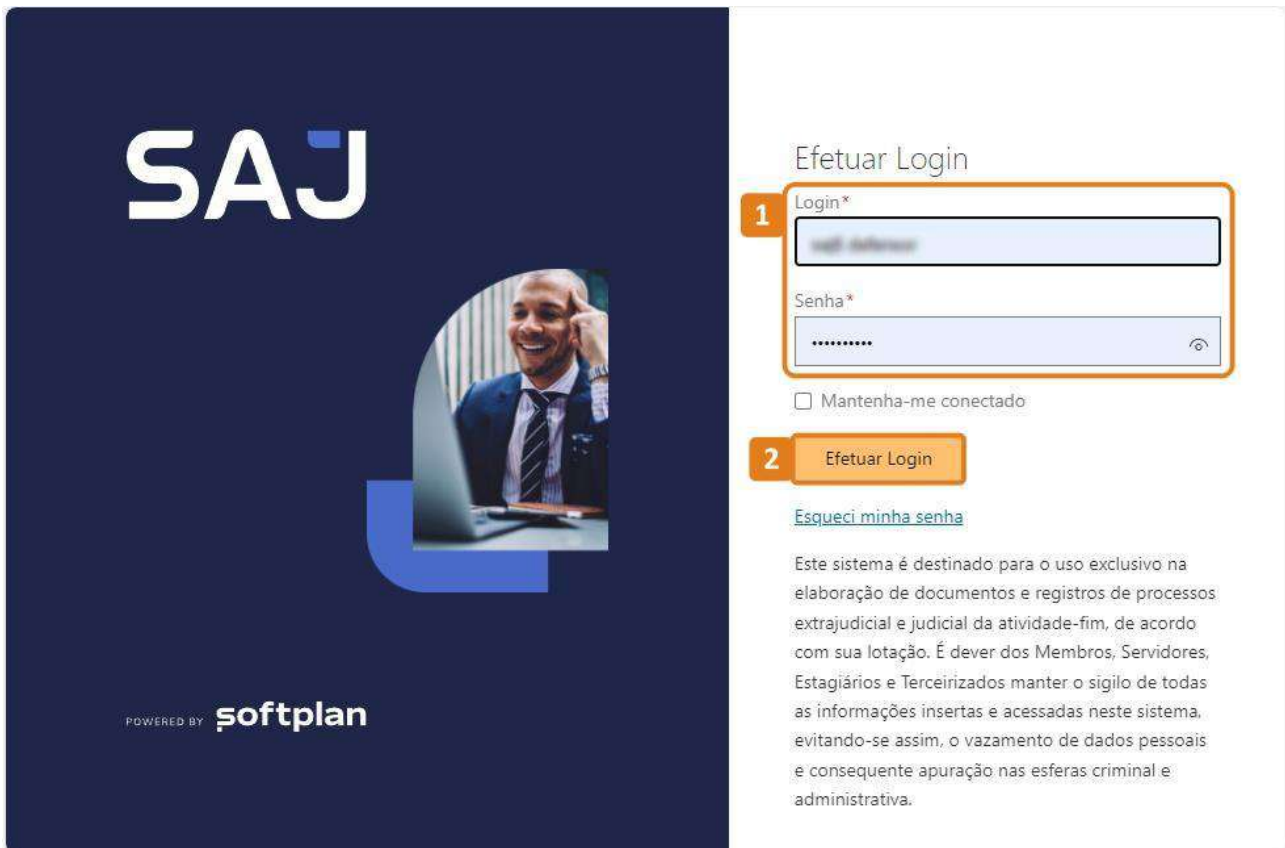 SAJ
POWERED BY softplan
Efetuar Login
1
Login*
Senha*
••••••••••
Mantenha-me conectado
2
Efetuar Login
Esqueci minha senha
Este sistema é destinado para o uso exclusivo na
elaboração de documentos e registros de processos
extrajudicial e judicial da atividade-fim, de acordo
com sua lotação. É dever dos Membros, Servidores,
Estagiários e Terceirizados manter o sigilo de todas
as informações insertas e acessadas neste sistema,
evitando-se assim, o vazamento de dados pessoais
e consequente apuração nas esferas criminal e
administrativa.